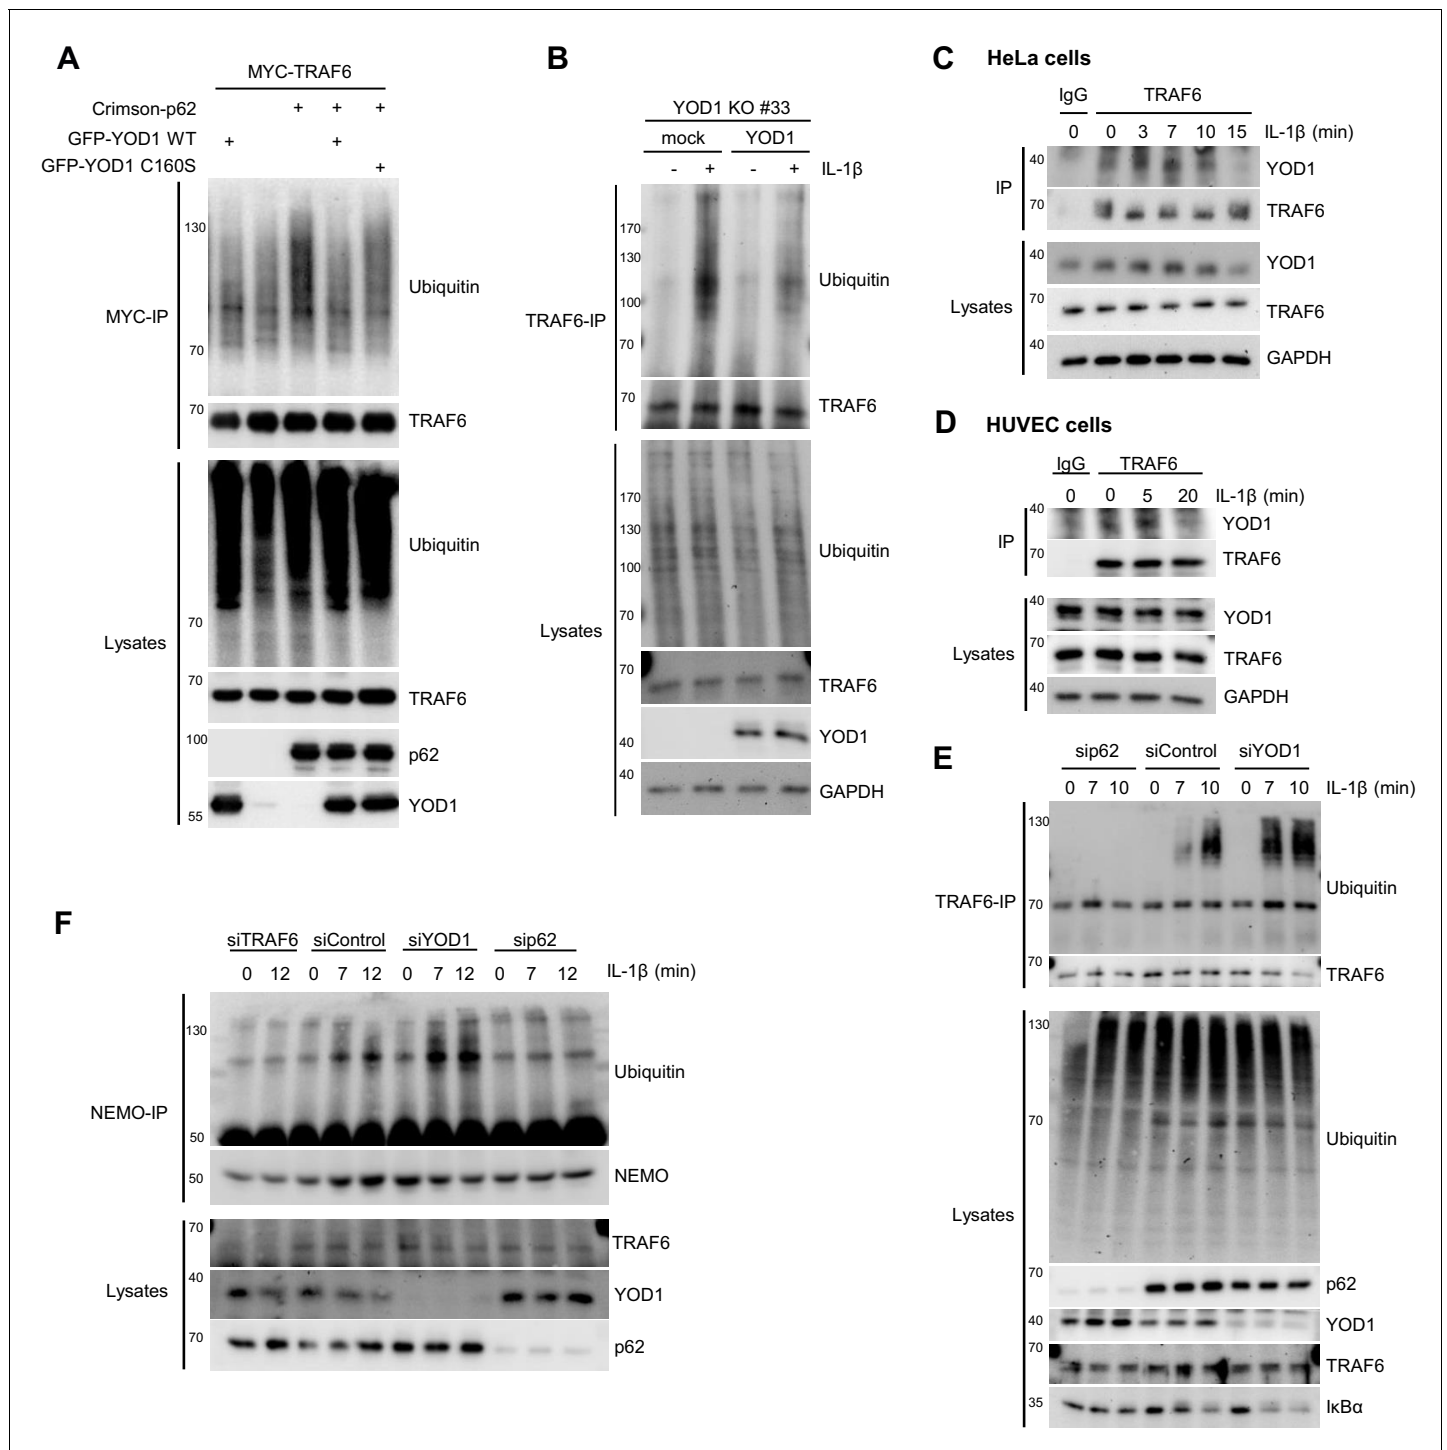 A
MYC-TRAF6
Crimson-p62 + + +
GFP-YOD1 WT + +
GFP-YOD1 C160S +
MYC-IP
130
70
Ubiquitin
70
TRAF6
Lysates
70
Ubiquitin
70
TRAF6
100
p62
55
YOD1
B
YOD1 KO #33
mock YOD1
- + - + IL-1β
TRAF6-IP
170
130
100
70
Ubiquitin
70
TRAF6
Lysates
170
130
100
70
Ubiquitin
70
TRAF6
40
YOD1
40
GAPDH
C HeLa cells
IgG TRAF6
0 0 3 7 10 15 IL-1β (min)
IP
40
YOD1
70
TRAF6
Lysates
40
YOD1
70
TRAF6
40
GAPDH
D HUVEC cells
IgG TRAF6
0 0 5 20 IL-1β (min)
IP
40
YOD1
70
TRAF6
Lysates
40
YOD1
70
TRAF6
40
GAPDH
E
sip62 siControl siYOD1
0 7 10 0 7 10 0 7 10 IL-1β (min)
TRAF6-IP
130
70
Ubiquitin
70
TRAF6
Lysates
130
70
Ubiquitin
70
p62
40
YOD1
70
TRAF6
35
IκBα
F
siTRAF6 siControl siYOD1 sip62
0 12 0 7 12 0 7 12 0 7 12 IL-1β (min)
NEMO-IP
130
50
Ubiquitin
50
NEMO
Lysates
70
TRAF6
40
YOD1
70
p62